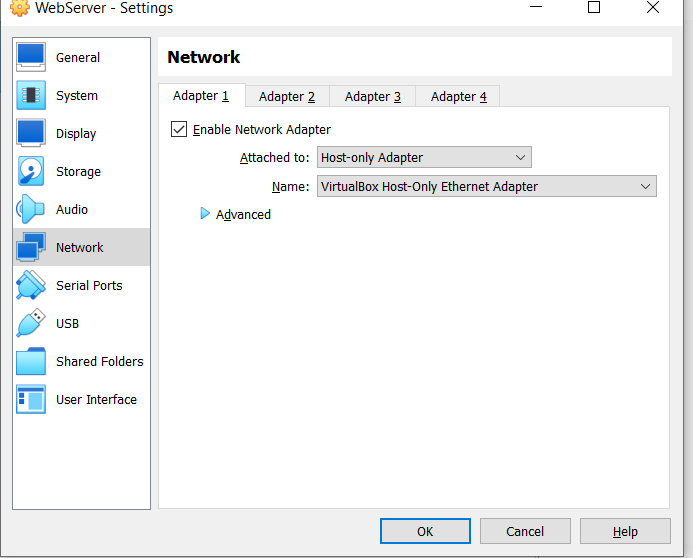 WebServer - Settings
General
System
Display
Storage
Audio
Network
Serial Ports
USB
Shared Folders
User Interface
Network
Adapter 1 Adapter 2 Adapter 3 Adapter 4
Enable Network Adapter
Attached to: Host-only Adapter
Name: VirtualBox Host-Only Ethernet Adapter
Advanced
OK Cancel Help